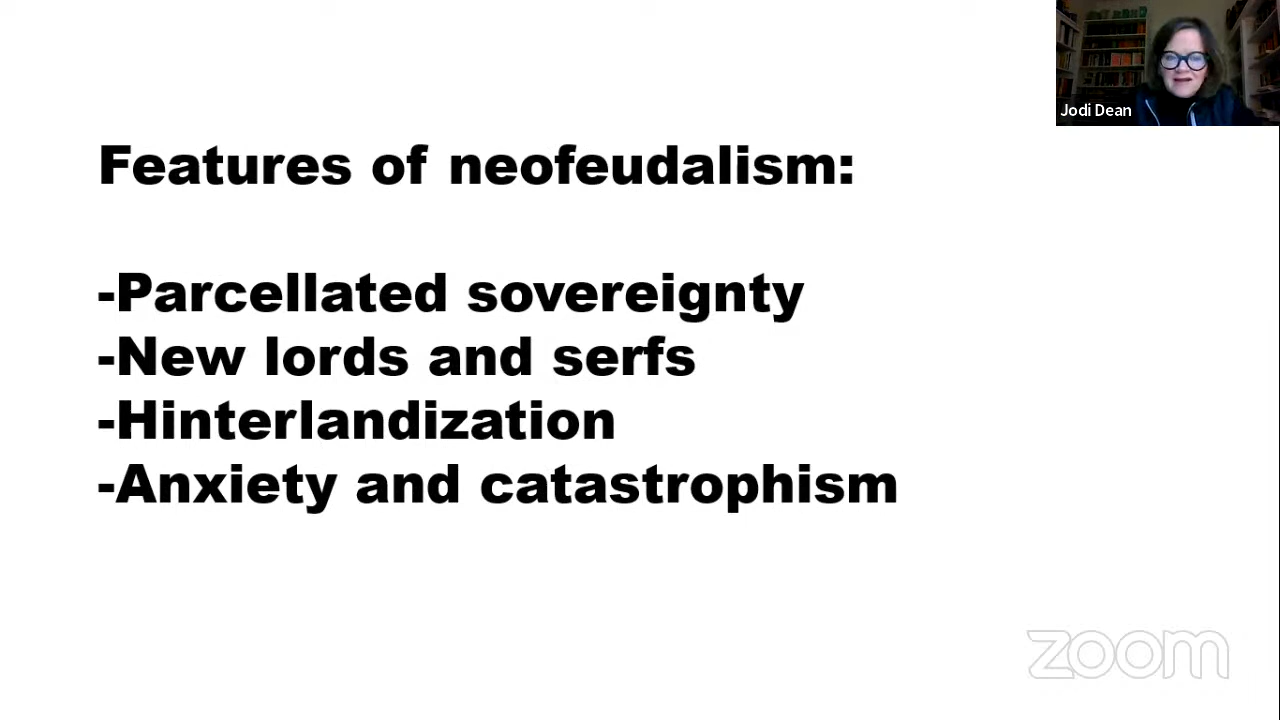 Jodi Dean
Features of neofeudalism:
-Parcellated sovereignty
-New lords and serfs
-Hinterlandization
-Anxiety and catastrophism
zoom